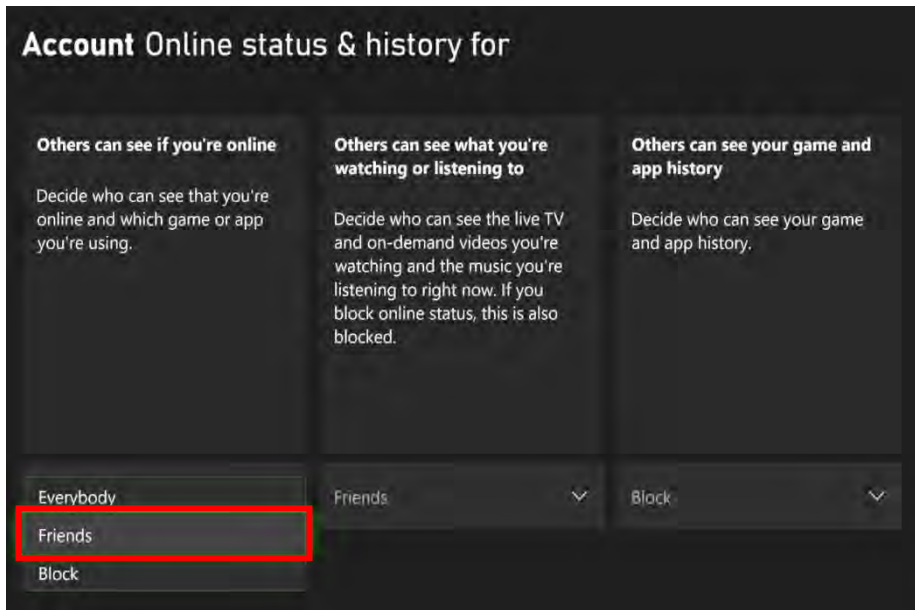 Account Online status & history for
Others can see if you're online
Decide who can see that you're
online and which game or app
you're using.
Others can see what you're
watching or listening to
Decide who can see the live TV
and on-demand videos you're
watching and the music you're
listening to right now. If you
block online status, this is also
blocked.
Others can see your game and
app history
Decide who can see your game
and app history.
Everybody
Friends
Block
Friends
Block